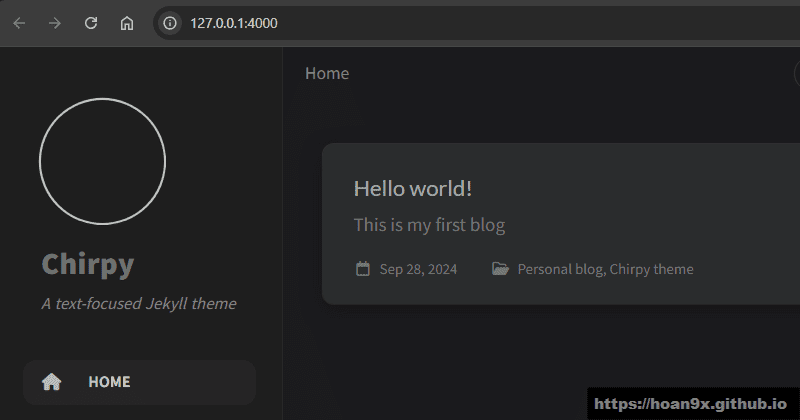 127.0.0.1:4000
Home
Chirpy
A text-focused Jekyll theme
HOME
Hello world!
This is my first blog
Sep 28, 2024 Personal blog, Chirpy theme
https://hoan9x.github.io